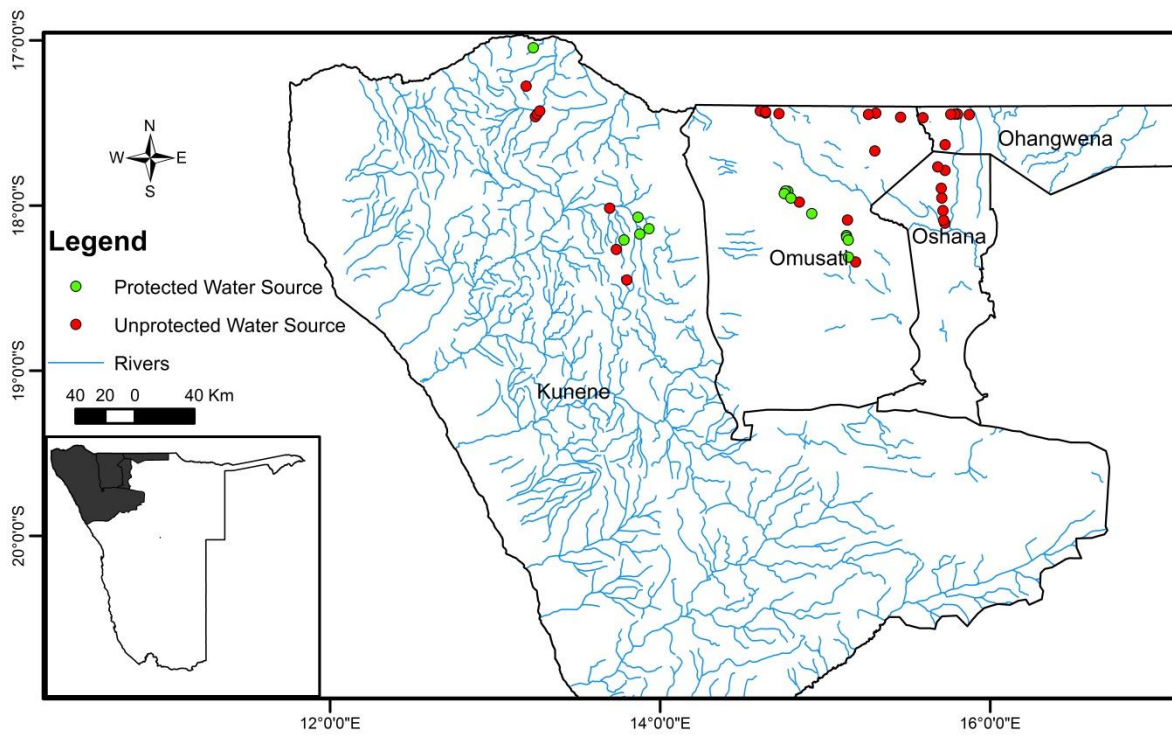 17°0'0"S
18°0'0"S
19°0'0"S
20°0'0"S
N
W E
S
Legend
Protected Water Source
Unprotected Water Source
Rivers
40 20 0 40 Km
Ohangwena
Oshana
Omusati
Kunene
12°0'0"E 14°0'0"E 16°0'0"E